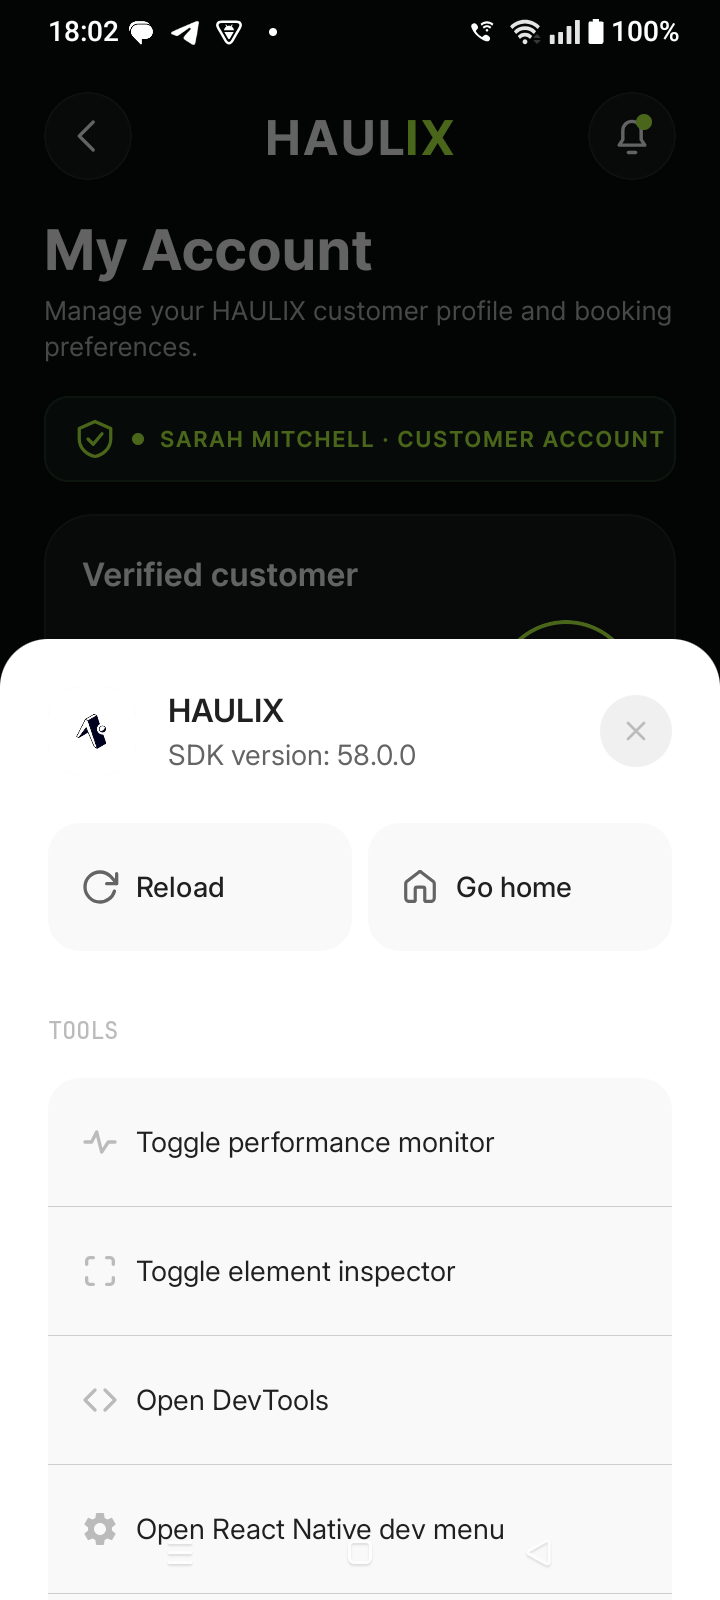 18:02
100%
HAULIX
My Account
Manage your HAULIX customer profile and booking
preferences.
SARAH MITCHELL · CUSTOMER ACCOUNT
Verified customer
HAULIX
SDK version: 58.0.0
Reload
Go home
TOOLS
Toggle performance monitor
Toggle element inspector
Open DevTools
Open React Native dev menu